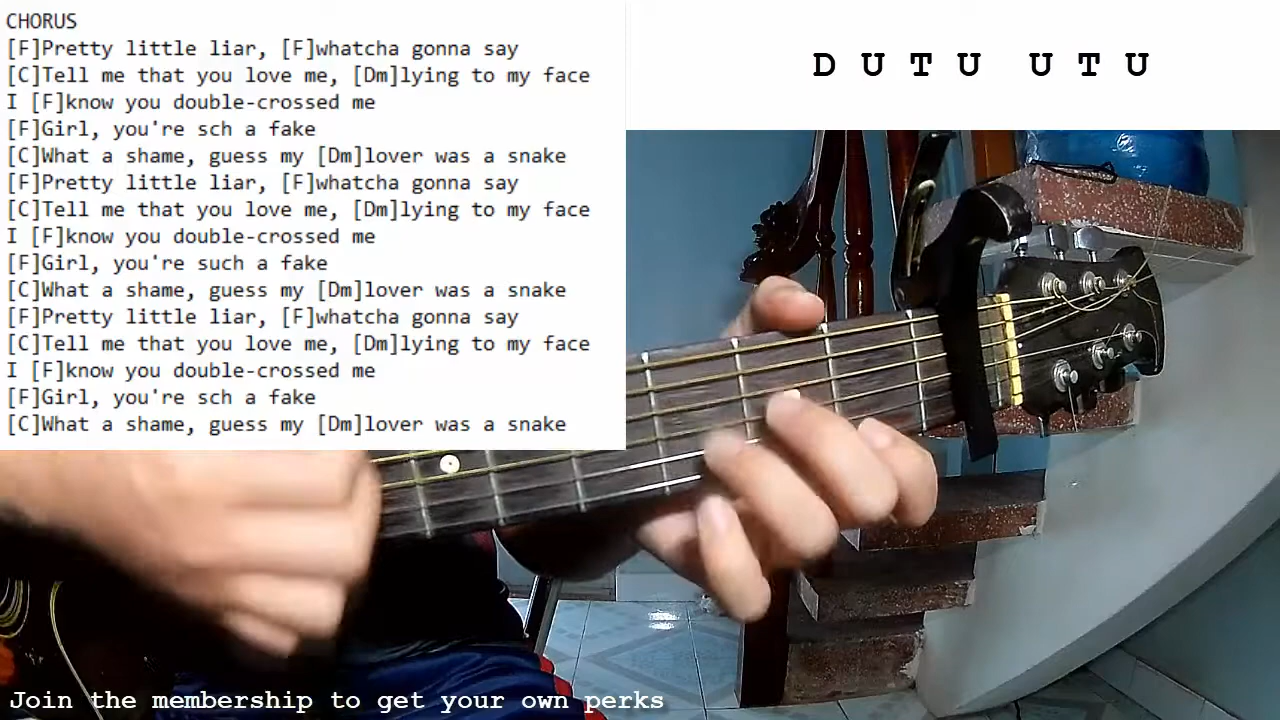 CHORUS
[F]Pretty little liar, [F]whatcha gonna say
[C]Tell me that you love me, [Dm]lying to my face
I [F]know you double-crossed me
[F]Girl, you're sch a fake
[C]What a shame, guess my [Dm]lover was a snake
[F]Pretty little liar, [F]whatcha gonna say
[C]Tell me that you love me, [Dm]lying to my face
I [F]know you double-crossed me
[F]Girl, you're such a fake
[C]What a shame, guess my [Dm]lover was a snake
[F]Pretty little liar, [F]whatcha gonna say
[C]Tell me that you love me, [Dm]lying to my face
I [F]know you double-crossed me
[F]Girl, you're sch a fake
[C]What a shame, guess my [Dm]lover was a snake
D U T U  U T U
Join the membership to get your own perks